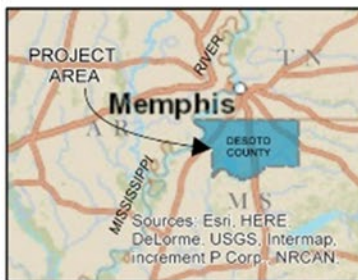 PROJECT
AREA
RIVER
TN
Memphis
AR
DESOTO
COUNTY
MISSISSIPPI
MS
Sources: Esri, HERE,
DeLorme, USGS, Intermap,
increment P Corp., NRCAN,